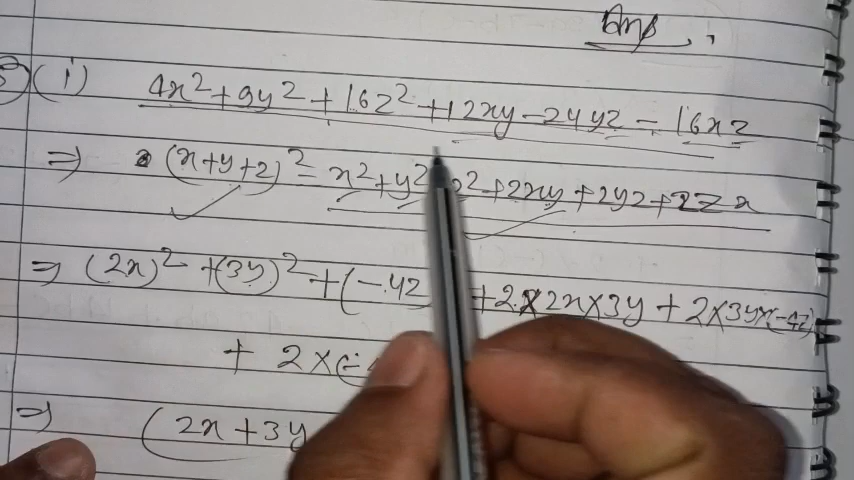 Ans.
(i) 4x² + 9y² + 16z² + 12xy - 24yz - 16xz
⇒ (x+y+z)² = x² + y² z² + 2xy + 2yz + 2zx
⇒ (2x)² + (3y)² + (-4z + 2×2x×3y + 2×3y×(-4z)
+ 2×(-
⇒ (2x+3y